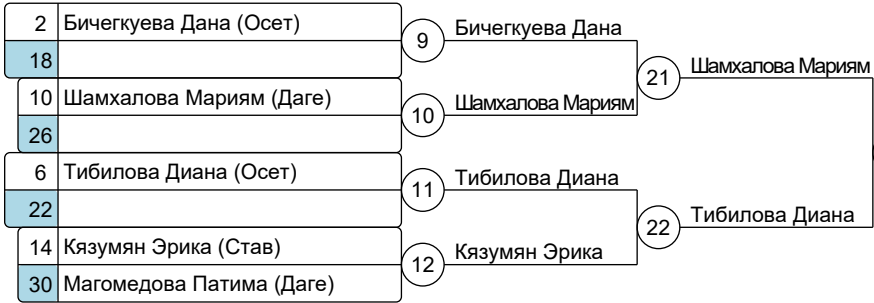 2 Бичегкуева Дана (Осет)
18
9 Бичегкуева Дана
10 Шамхалова Мариям (Даге)
26
10 Шамхалова Мариям
21 Шамхалова Мариям
6 Тибилова Диана (Осет)
22
11 Тибилова Диана
14 Кязумян Эрика (Став)
30 Магомедова Патима (Даге)
12 Кязумян Эрика
22 Тибилова Диана